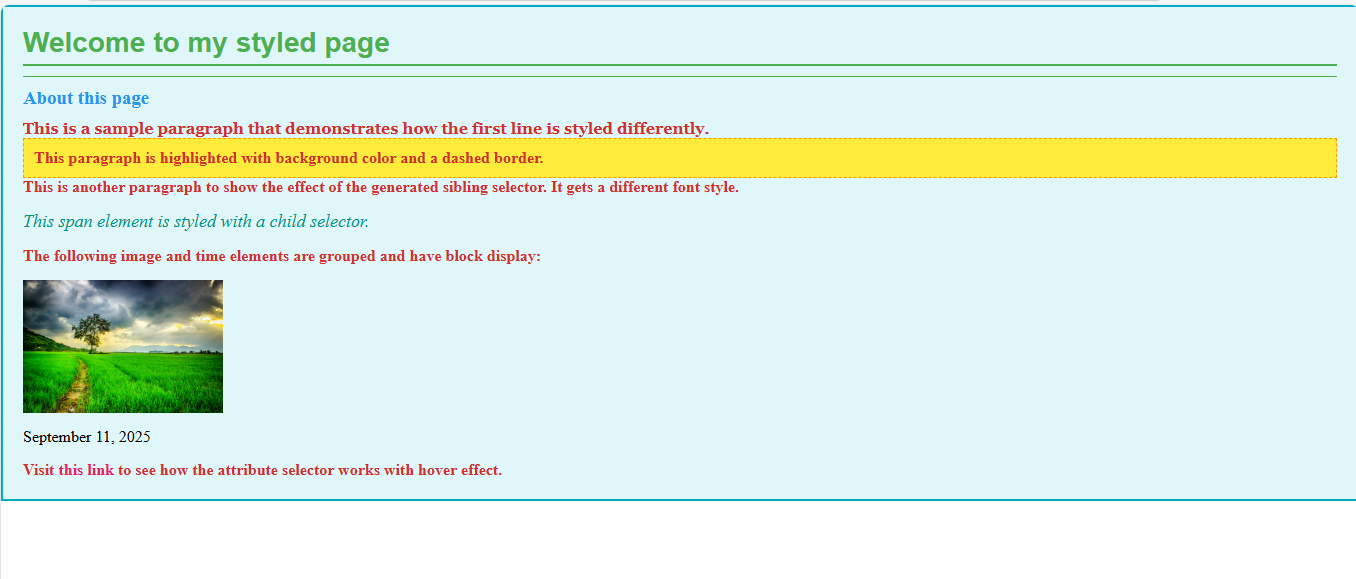 Welcome to my styled page
About this page
This is a sample paragraph that demonstrates how the first line is styled differently.
This paragraph is highlighted with background color and a dashed border.
This is another paragraph to show the effect of the generated sibling selector. It gets a different font style.
This span element is styled with a child selector.
The following image and time elements are grouped and have block display:
September 11, 2025
Visit this link to see how the attribute selector works with hover effect.